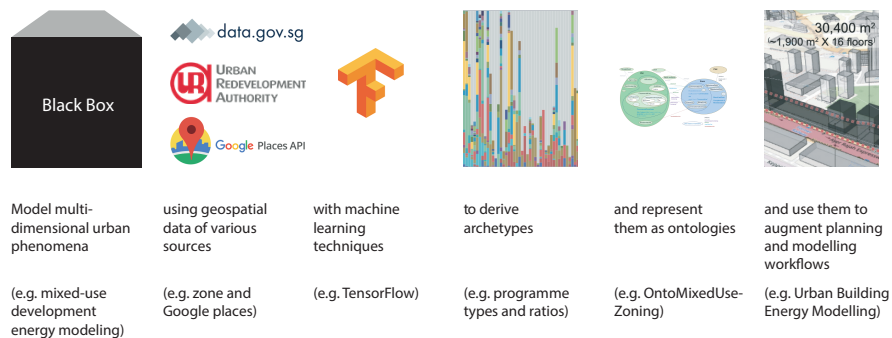 Black Box
data.gov.sg
URBAN
REDEVELOPMENT
AUTHORITY
Google Places API
30,400 m²
(~1,900 m² X 16 floors)
Model multi-
dimensional urban
phenomena
using geospatial
data of various
sources
with machine
learning
techniques
to derive
archetypes
and represent
them as ontologies
and use them to
augment planning
and modelling
workflows
(e.g. mixed-use
development
energy modeling)
(e.g. zone and
Google places)
(e.g. TensorFlow)
(e.g. programme
types and ratios)
(e.g. OntoMixedUse-
Zoning)
(e.g. Urban Building
Energy Modelling)